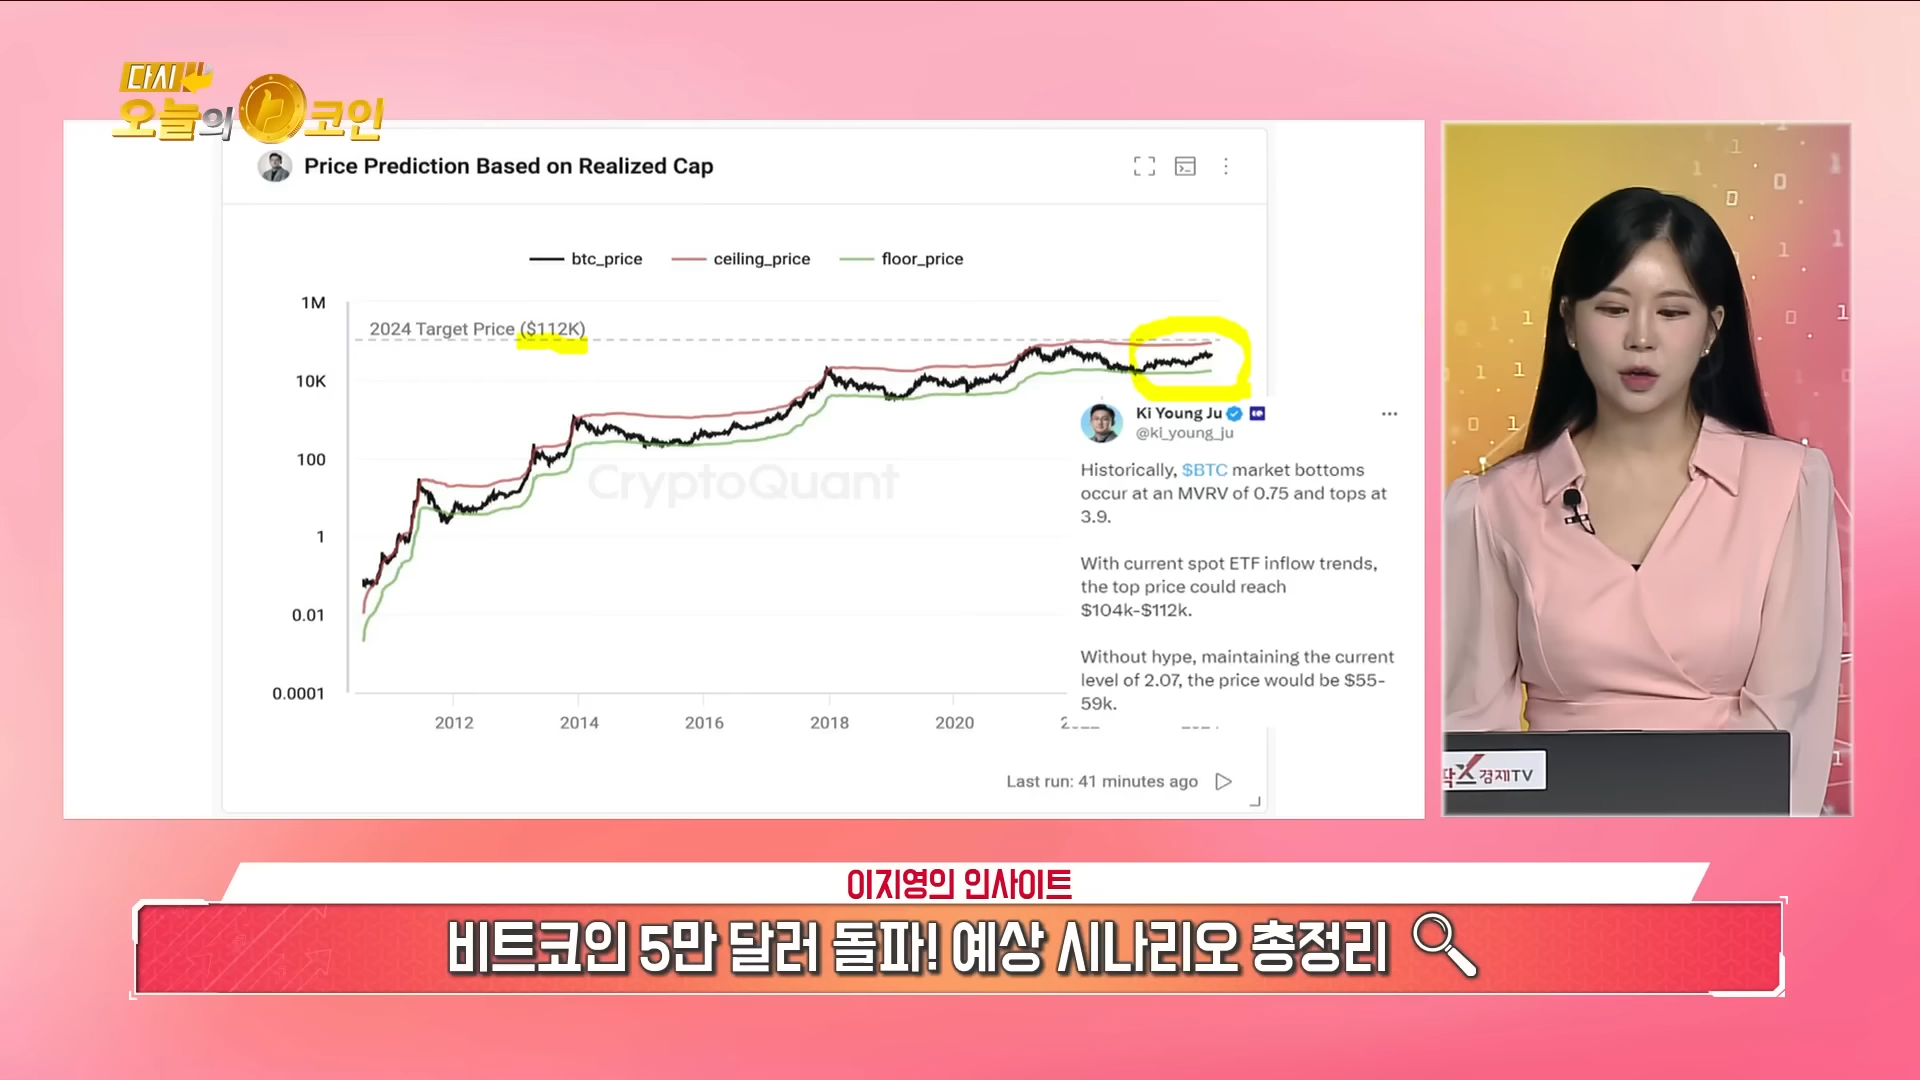 다시
오늘의 코인
Price Prediction Based on Realized Cap
btc_price
ceiling_price
floor_price
1M
2024 Target Price ($112K)
10K
100
1
0.01
0.0001
2012
2014
2016
2018
2020
CryptoQuant
Ki Young Ju
@ki_young_ju
Historically, $BTC market bottoms
occur at an MVRV of 0.75 and tops at
3.9.
With current spot ETF inflow trends,
the top price could reach
$104k-$112k.
Without hype, maintaining the current
level of 2.07, the price would be $55-
59k.
Last run: 41 minutes ago
경제TV
이지영의 인사이트
비트코인 5만 달러 돌파! 예상 시나리오 총정리